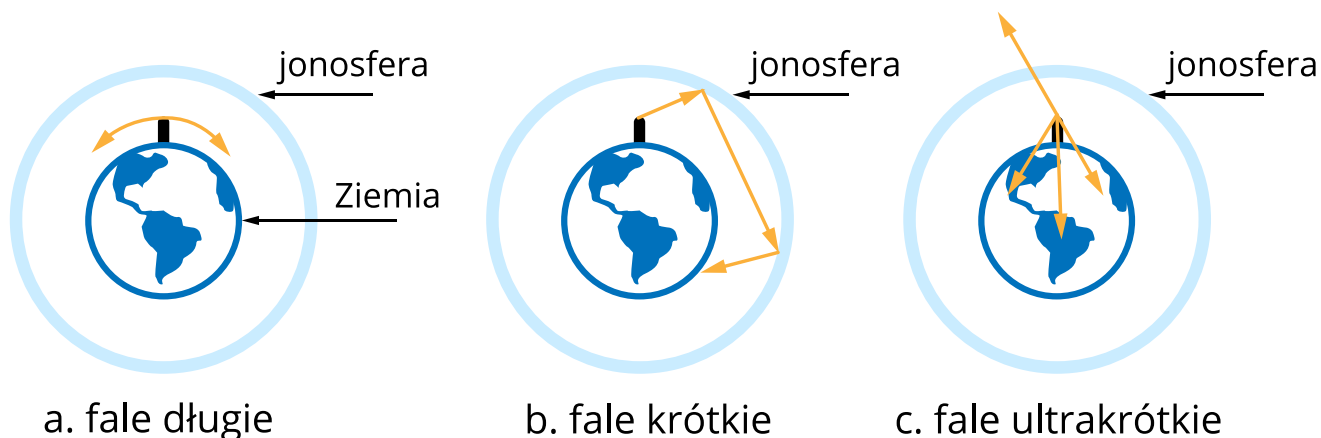 jonosfera
Ziemia
a. fale długie
jonosfera
b. fale krótkie
jonosfera
c. fale ultrakrótkie